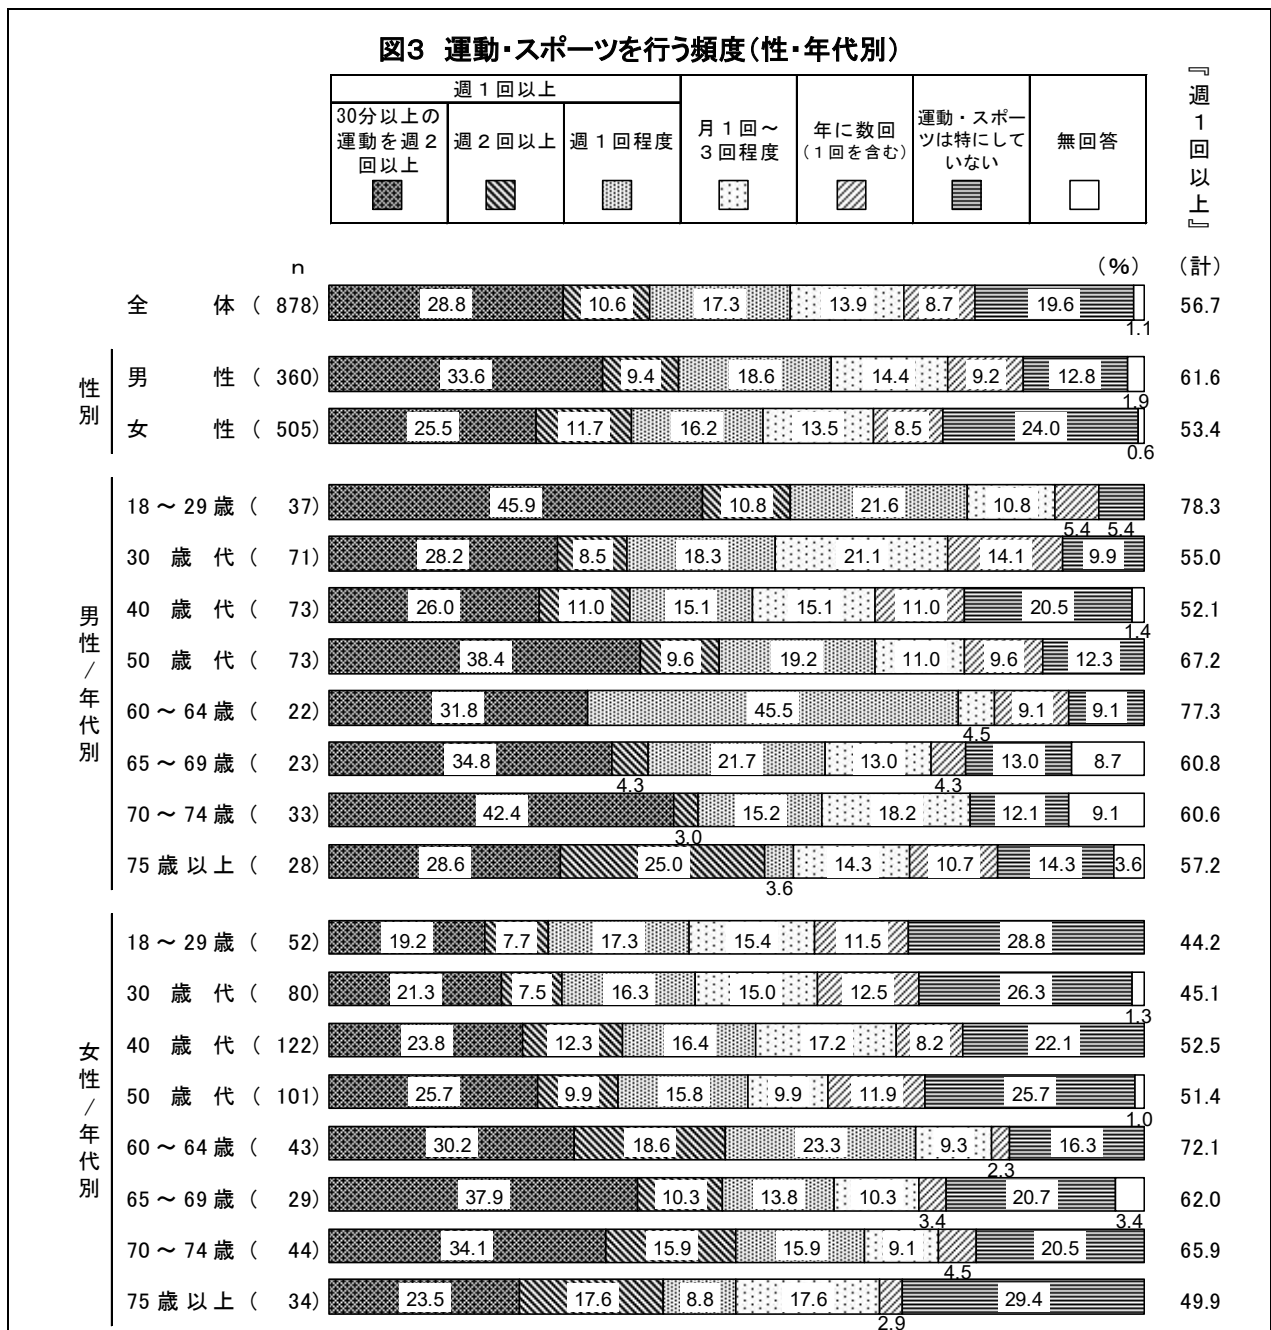 図3 運動・スポーツを行う頻度(性・年代別)
週1回以上
30分以上の
運動を週2
回以上
週2回以上
週1回程度
月1回～
3回程度
年に数回
(1回を含む)
運動・スポー
ツは特にして
いない
無回答
『週1回以上』
n (%) (計)
全体( 878) 28.8 10.6 17.3 13.9 8.7 19.6 1.1 56.7
性別
男性( 360) 33.6 9.4 18.6 14.4 9.2 12.8 1.9 61.6
女性( 505) 25.5 11.7 16.2 13.5 8.5 24.0 0.6 53.4
男性/年代別
18～29歳( 37) 45.9 10.8 21.6 10.8 5.4 5.4 78.3
30歳代( 71) 28.2 8.5 18.3 21.1 14.1 9.9 55.0
40歳代( 73) 26.0 11.0 15.1 15.1 11.0 20.5 1.4 52.1
50歳代( 73) 38.4 9.6 19.2 11.0 9.6 12.3 67.2
60～64歳( 22) 31.8 45.5 4.5 9.1 9.1 77.3
65～69歳( 23) 34.8 4.3 21.7 13.0 4.3 13.0 8.7 60.8
70～74歳( 33) 42.4 3.0 15.2 18.2 12.1 9.1 60.6
75歳以上( 28) 28.6 25.0 3.6 14.3 10.7 14.3 3.6 57.2
女性/年代別
18～29歳( 52) 19.2 7.7 17.3 15.4 11.5 28.8 44.2
30歳代( 80) 21.3 7.5 16.3 15.0 12.5 26.3 1.3 45.1
40歳代( 122) 23.8 12.3 16.4 17.2 8.2 22.1 52.5
50歳代( 101) 25.7 9.9 15.8 9.9 11.9 25.7 1.0 51.4
60～64歳( 43) 30.2 18.6 23.3 9.3 2.3 16.3 72.1
65～69歳( 29) 37.9 10.3 13.8 10.3 3.4 20.7 3.4 62.0
70～74歳( 44) 34.1 15.9 15.9 9.1 4.5 20.5 65.9
75歳以上( 34) 23.5 17.6 8.8 17.6 2.9 29.4 49.9